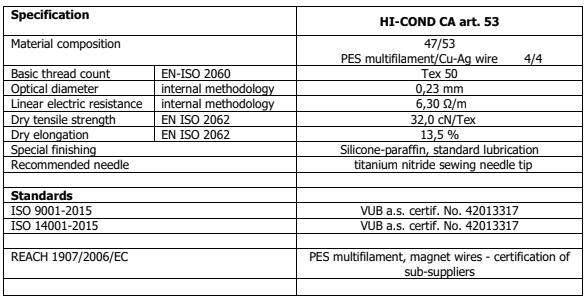 Specification HI-COND CA art. 53
Material composition 47/53
PES multifilament/Cu-Ag wire 4/4
Basic thread count EN-ISO 2060 Tex 50
Optical diameter internal methodology 0,23 mm
Linear electric resistance internal methodology 6,30 Ω/m
Dry tensile strength EN ISO 2062 32,0 cN/Tex
Dry elongation EN ISO 2062 13,5 %
Special finishing Silicone-paraffin, standard lubrication
Recommended needle titanium nitride sewing needle tip
Standards
ISO 9001-2015 VUB a.s. certif. No. 42013317
ISO 14001-2015 VUB a.s. certif. No. 42013317
REACH 1907/2006/EC PES multifilament, magnet wires - certification of
sub-suppliers